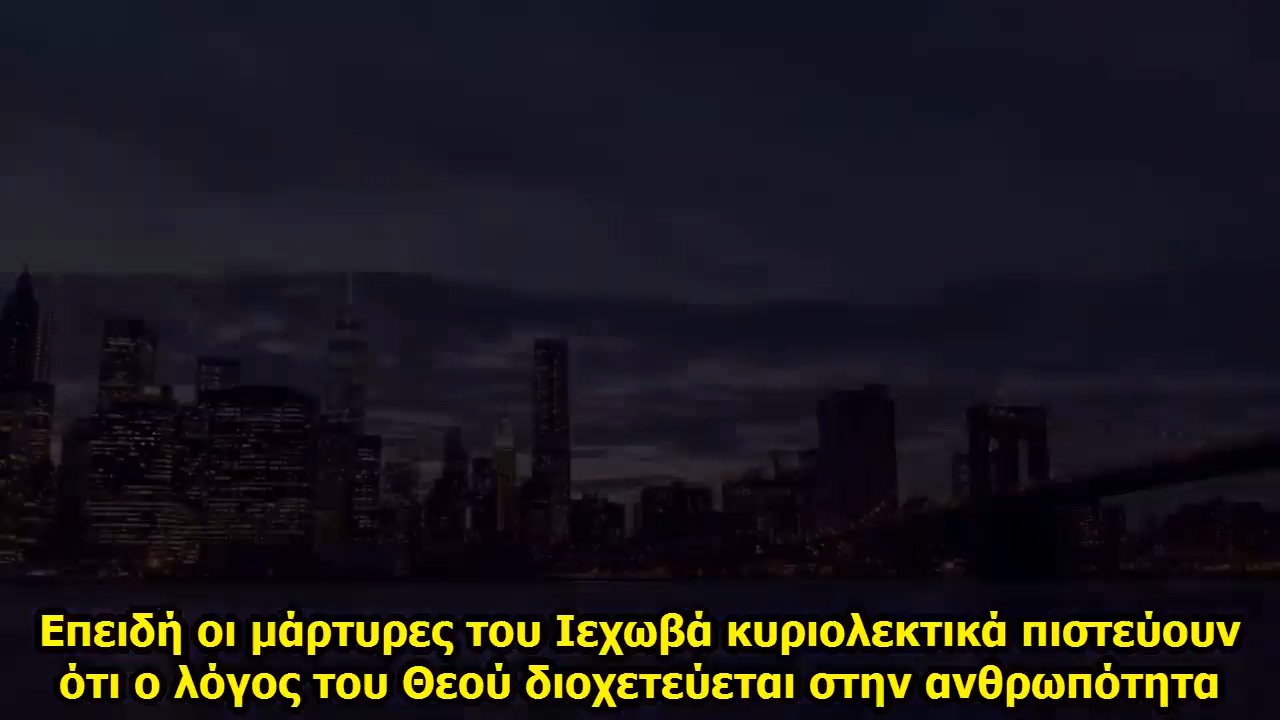 Επειδή οι μάρτυρες του Ιεχωβά κυριολεκτικά πιστεύουν
ότι ο λόγος του Θεού διοχετεύεται στην ανθρωπότητα